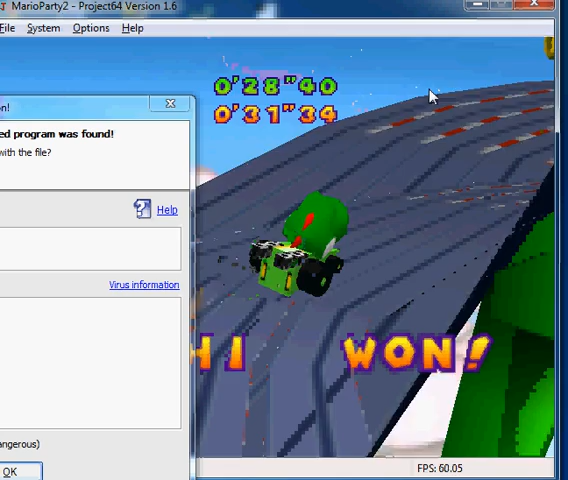 MarioParty2 - Project64 Version 1.6
File System Options Help
0'28"40
0'31"34
n!
ed program was found!
with the file?
Help
Virus information
HI WON!
angerous)
OK
FPS: 60.05